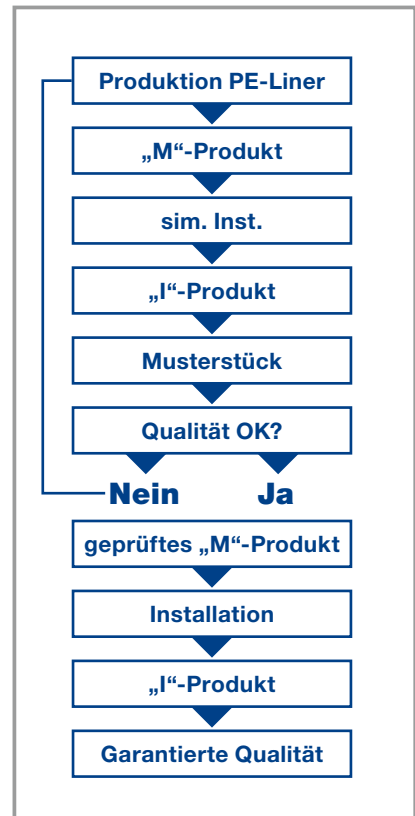 Produktion PE-Liner
„M“-Produkt
sim. Inst.
„I“-Produkt
Musterstück
Qualität OK?
Nein Ja
geprüftes „M“-Produkt
Installation
„I“-Produkt
Garantierte Qualität